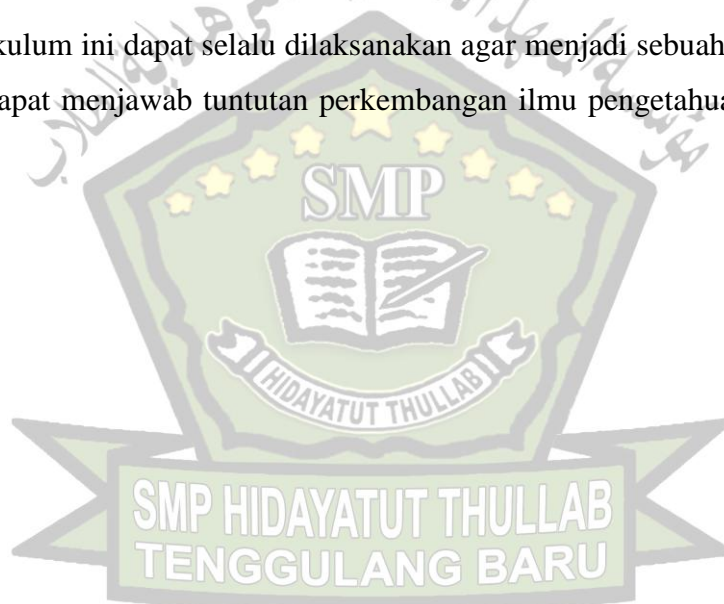 kulum ini dapat selalu dilaksanakan agar menjadi sebuah
apat menjawab tuntutan perkembangan ilmu pengetahua
SMP
HIDAYATUT THULLAB
SMP HIDAYATUT THULLAB
TENGGULANG BARU